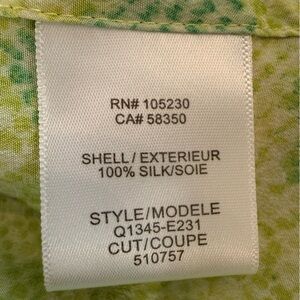 RN# 105230
CA# 58350
SHELL/EXTERIEUR
100% SILK/SOIE
STYLE/MODELE
Q1345-E231
CUT/COUPE
510757